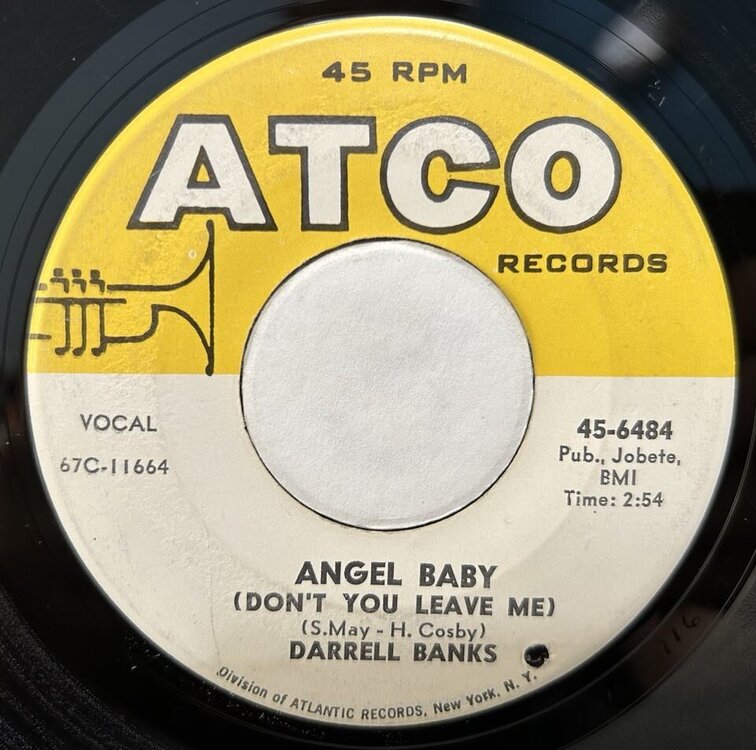 45 RPM
ATCO
RECORDS
VOCAL
67C-11664
45-6484
Pub., Jobete,
BMI
Time: 2:54
ANGEL BABY
(DON'T YOU LEAVE ME)
(S.May - H. Cosby)
DARRELL BANKS
Division of ATLANTIC RECORDS, New York, N. Y.
116